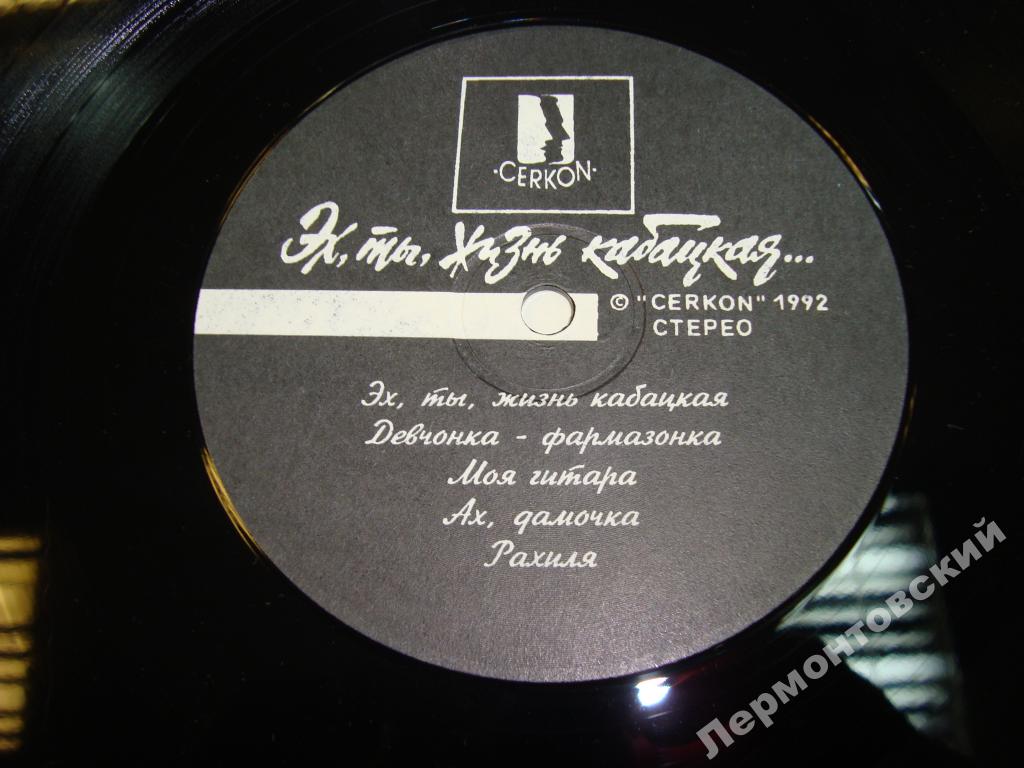 ·CERKON·
Эх, ты, жизнь кабацкая...
© "CERKON" 1992
СТЕРЕО
Эх, ты, жизнь кабацкая
Девчонка - фармазонка
Моя гитара
Ах, дамочка
Рахиля
Лермонтовский